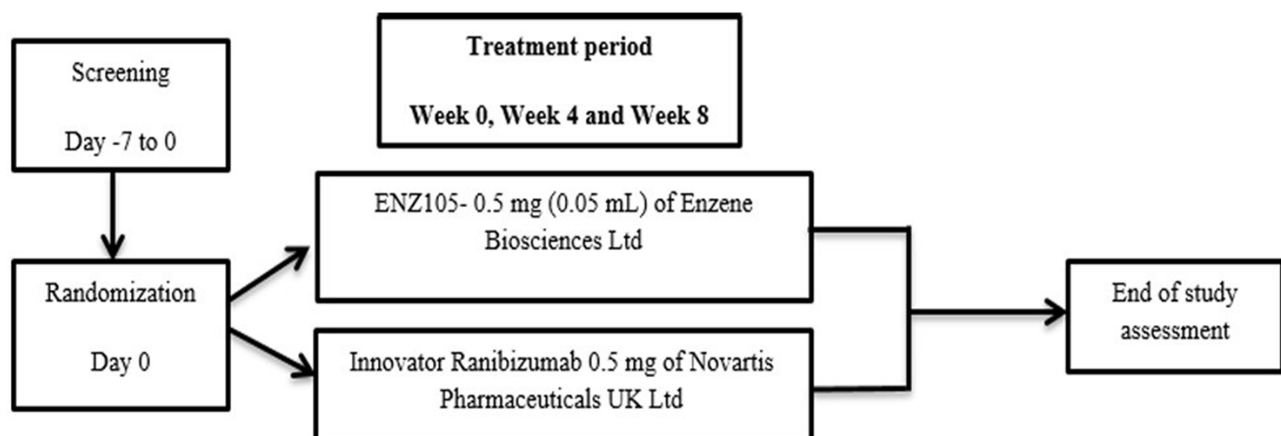 Screening
Day -7 to 0
Treatment period
Week 0, Week 4 and Week 8
Randomization
Day 0
ENZ105- 0.5 mg (0.05 mL) of Enzene
Biosciences Ltd
Innovator Ranibizumab 0.5 mg of Novartis
Pharmaceuticals UK Ltd
End of study
assessment